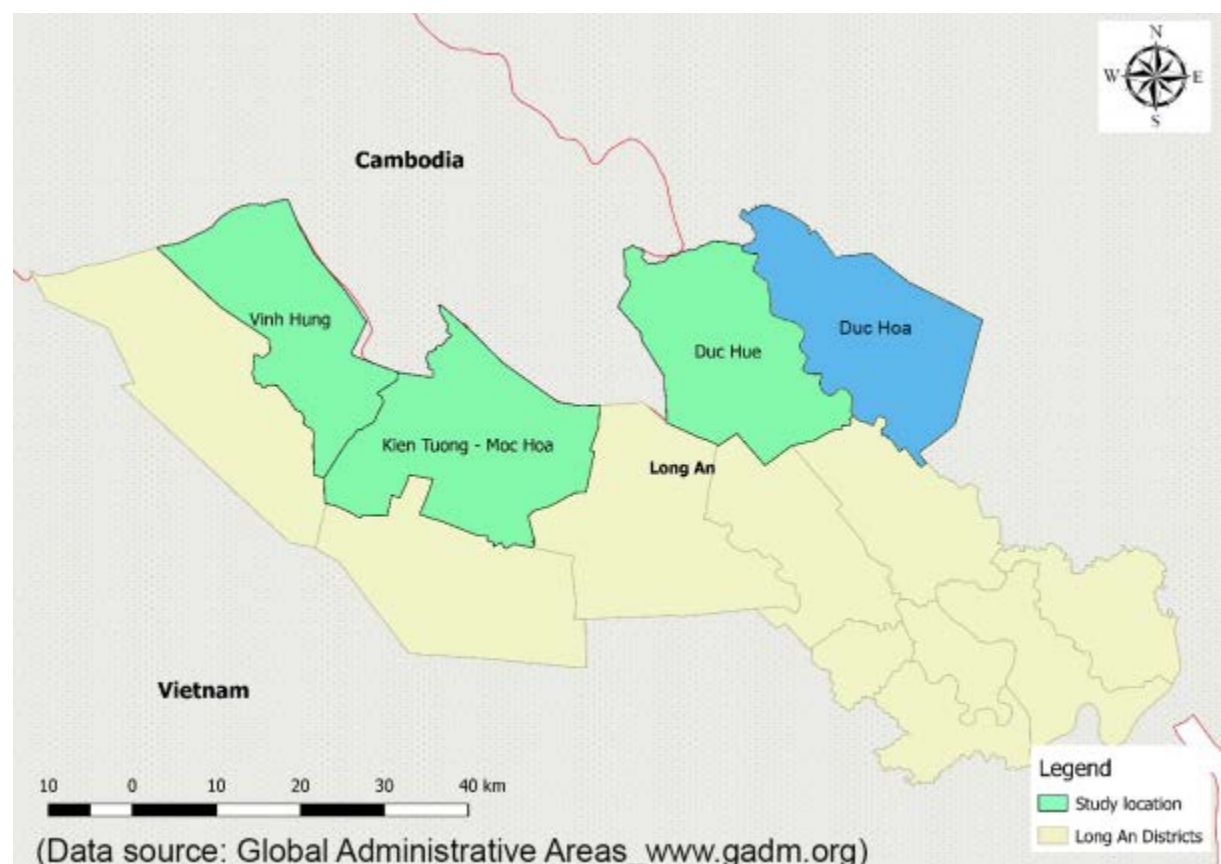 N
W E
S
Cambodia
Vinh Hung
Duc Hoa
Duc Hue
Kien Tuong - Moc Hoa
Long An
Vietnam
10 0 10 20 30 40 km
Legend
Study location
Long An Districts
(Data source: Global Administrative Areas_www.gadm.org)